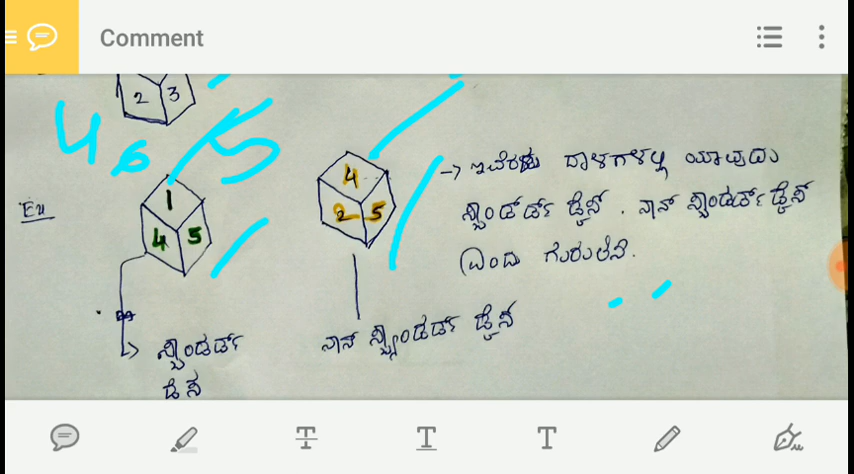 Comment
2 3
4 6 5
Ex
1
4 5
4
2 5
→ ಇವೆರಡು ದಾಳಗಳಲ್ಲಿ ಯಾವುದು
ಸ್ಟ್ಯಾಂಡರ್ಡ್ ಡೈಸ್ . ನಾನ್ ಸ್ಟ್ಯಾಂಡರ್ಡ್ ಡೈಸ್
ಎಂದು
ಸ್ಟ್ಯಾಂಡರ್ಡ್
ಡೈಸ
ನಾನ್ ಸ್ಟ್ಯಾಂಡರ್ಡ್ ಡೈಸ